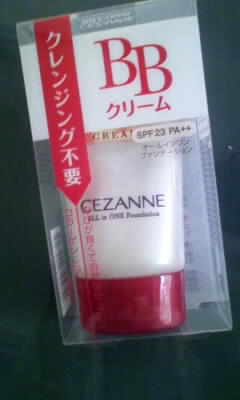 クレンジング不要
BB
クリーム
CREAM
SPF23 PA++
オールインワン
ファンデーション
CEZANNE
ALL in ONE Foundation